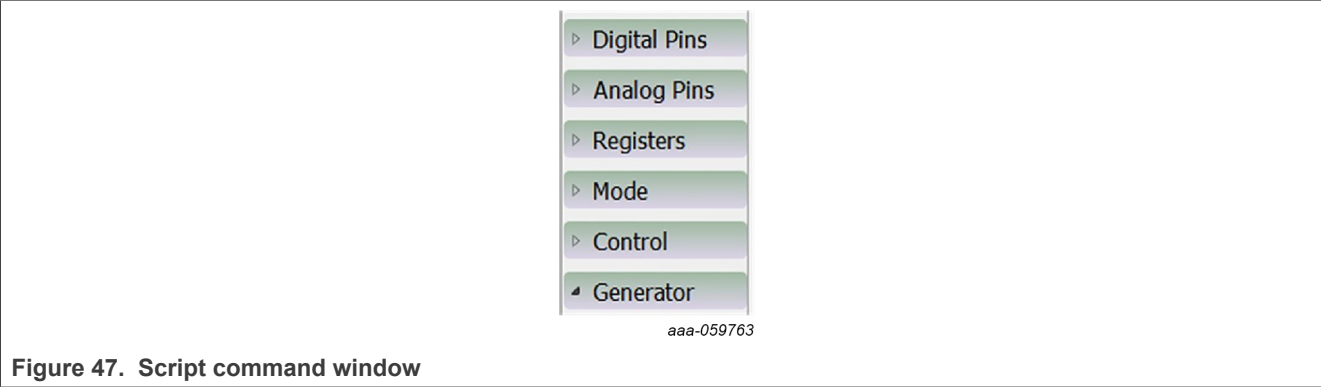 Digital Pins
Analog Pins
Registers
Mode
Control
Generator
aaa-059763
Figure 47. Script command window